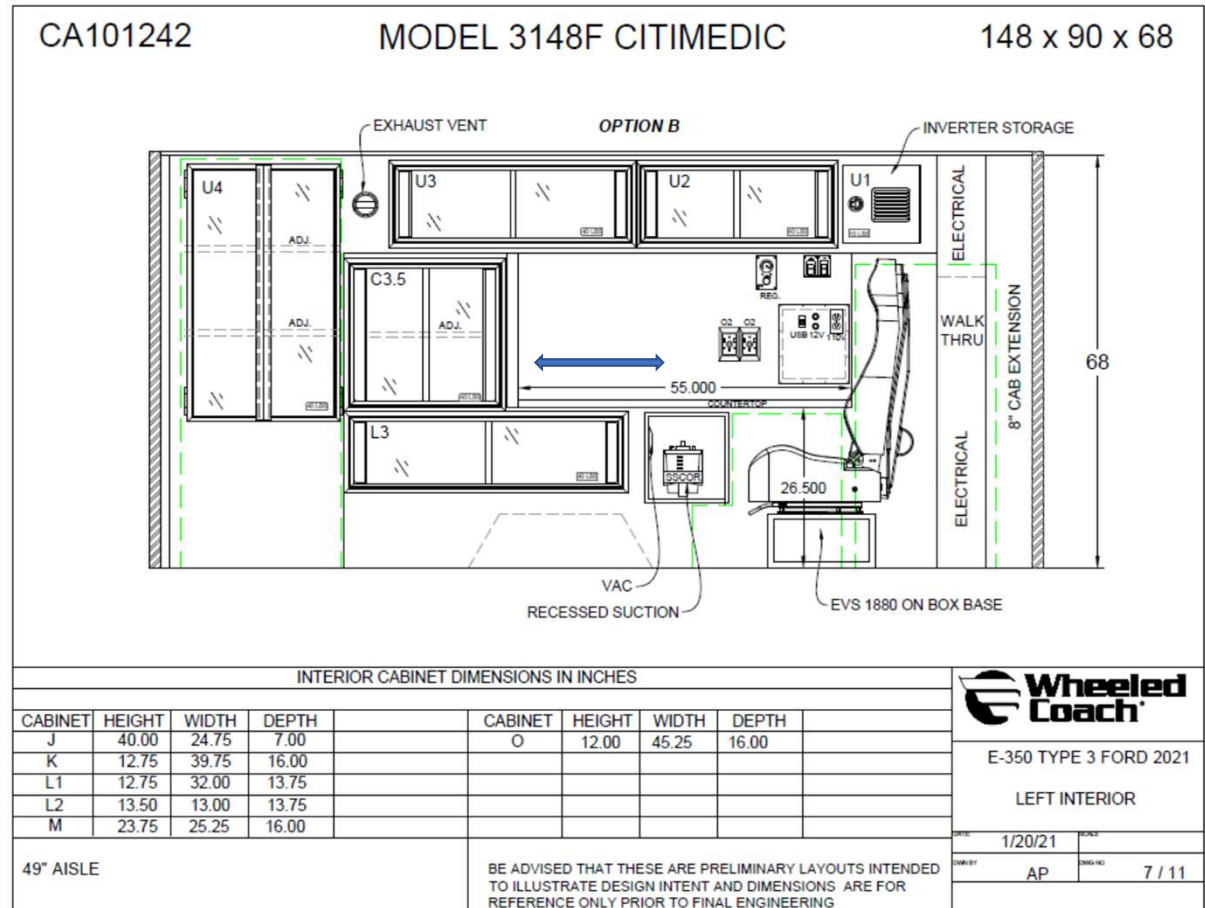 CA101242
MODEL 3148F CITIMEDIC
148 x 90 x 68
EXHAUST VENT
OPTION B
INVERTER STORAGE
U4
U3
U2
U1
ELECTRICAL
ADJ.
ADJ.
C3.5
ADJ.
REG.
O2 O2
USB 12V 110V
WALK
THRU
8" CAB EXTENSION
68
55.000
COUNTERTOP
L3
SSCOR
26.500
ELECTRICAL
VAC
RECESSED SUCTION
EVS 1880 ON BOX BASE
INTERIOR CABINET DIMENSIONS IN INCHES
CABINET HEIGHT WIDTH DEPTH CABINET HEIGHT WIDTH DEPTH
J 40.00 24.75 7.00 O 12.00 45.25 16.00
K 12.75 39.75 16.00
L1 12.75 32.00 13.75
L2 13.50 13.00 13.75
M 23.75 25.25 16.00
Wheeled
Coach
E-350 TYPE 3 FORD 2021
LEFT INTERIOR
DATE 1/20/21 SCALE
DWN BY AP DWG NO 7 / 11
49" AISLE
BE ADVISED THAT THESE ARE PRELIMINARY LAYOUTS INTENDED
TO ILLUSTRATE DESIGN INTENT AND DIMENSIONS ARE FOR
REFERENCE ONLY PRIOR TO FINAL ENGINEERING